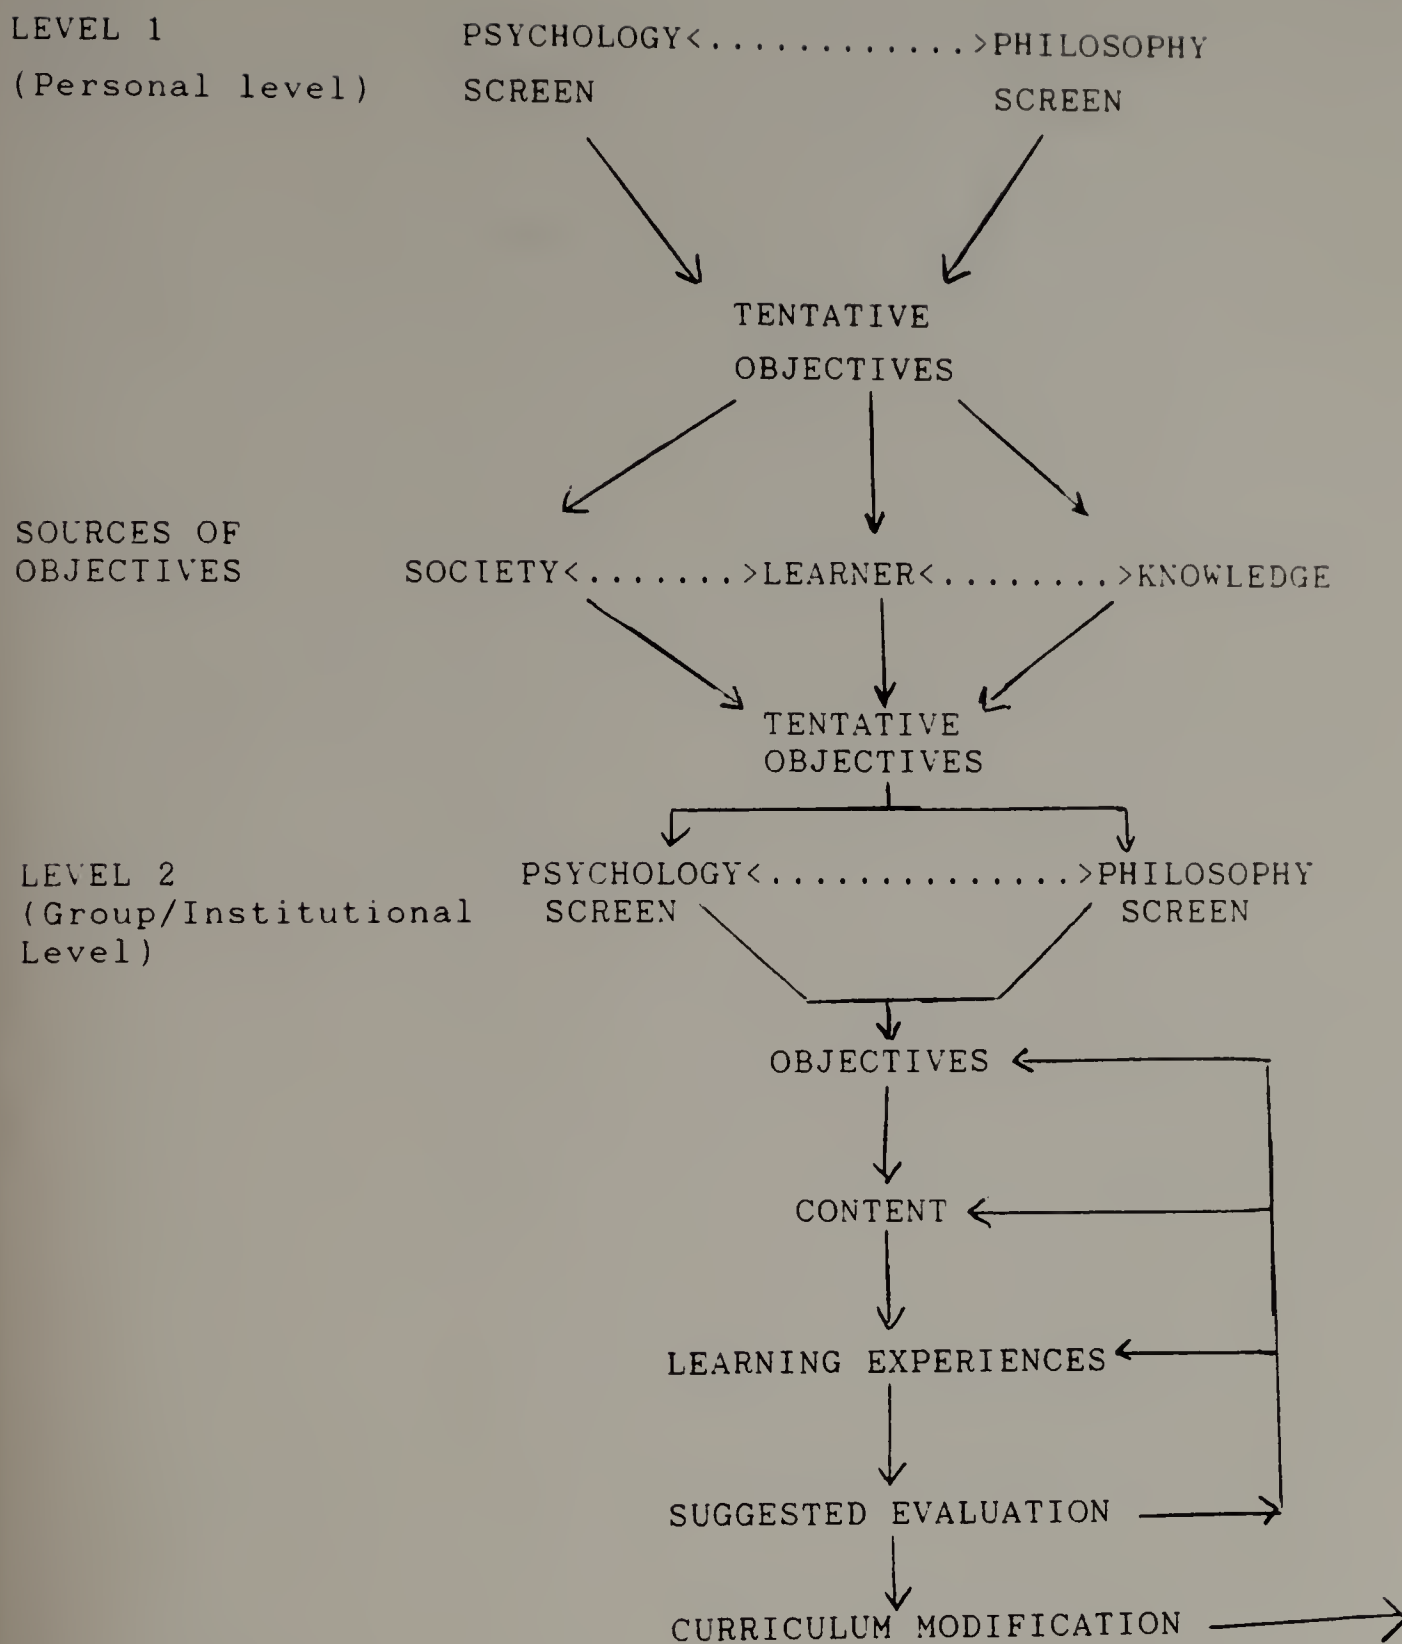 LEVEL 1
PSYCHOLOGY<............>PHILOSOPHY
(Personal level)
SCREEN
SCREEN
TENTATIVE
OBJECTIVES
SOURCES OF
OBJECTIVES
SOCIETY<.......>LEARNER<........>KNOWLEDGE
TENTATIVE
OBJECTIVES
LEVEL 2
PSYCHOLOGY<..............>PHILOSOPHY
(Group/Institutional
SCREEN
SCREEN
Level)
OBJECTIVES
CONTENT
LEARNING EXPERIENCES
SUGGESTED EVALUATION
CURRICULUM MODIFICATION